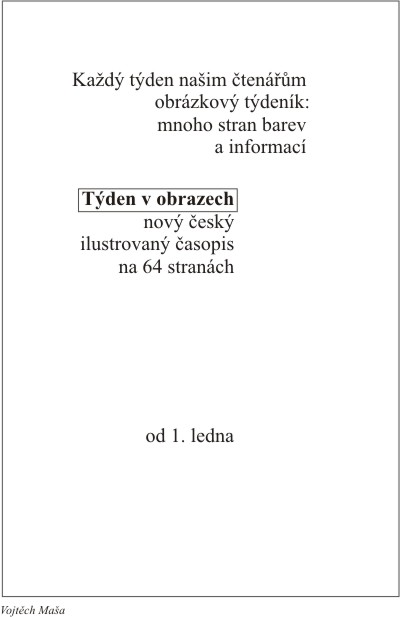 Každý týden našim čtenářům
obrázkový týdeník:
mnoho stran barev
a informací
Týden v obrazech
nový český
ilustrovaný časopis
na 64 stranách
od 1. ledna
Vojtěch Maša